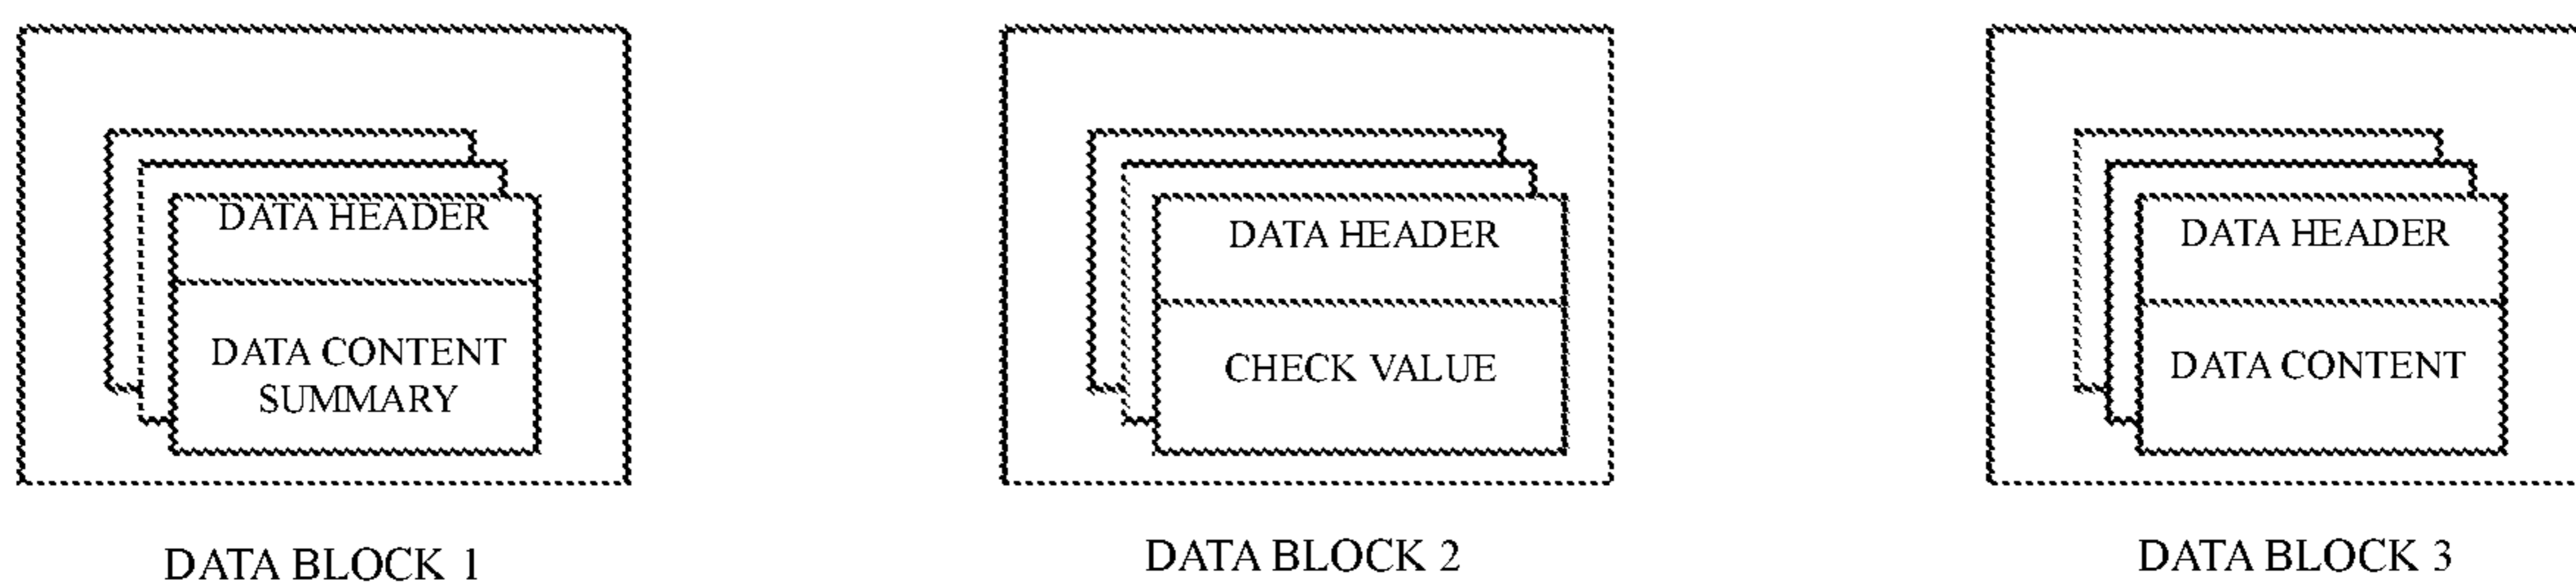 DATA HEADER
DATA CONTENT
SUMMARY
DATA BLOCK 1
DATA HEADER
CHECK VALUE
DATA BLOCK 2
DATA HEADER
DATA CONTENT
DATA BLOCK 3